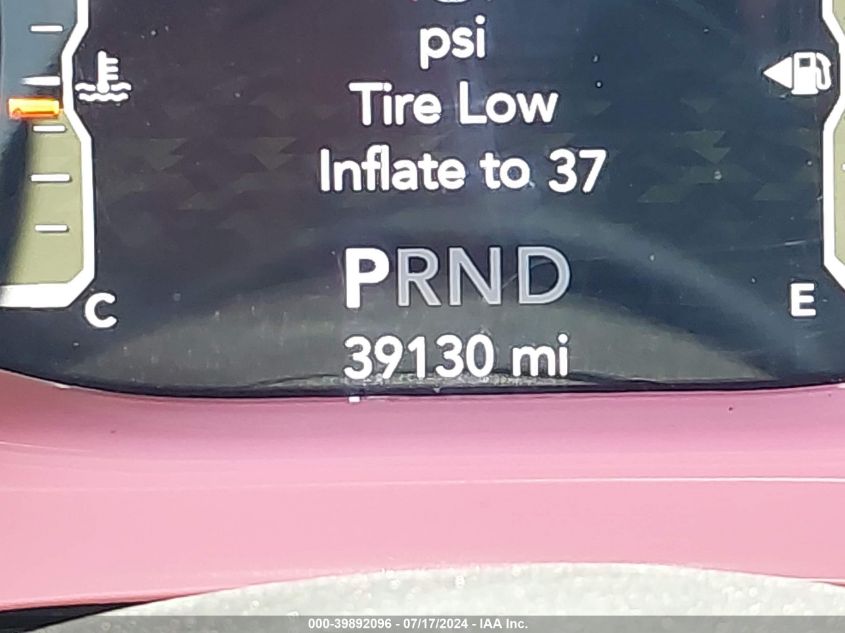 psi
Tire Low
Inflate to 37
PRND
C
E
39130 mi
000-39892096 - 07/17/2024 - IAA Inc.